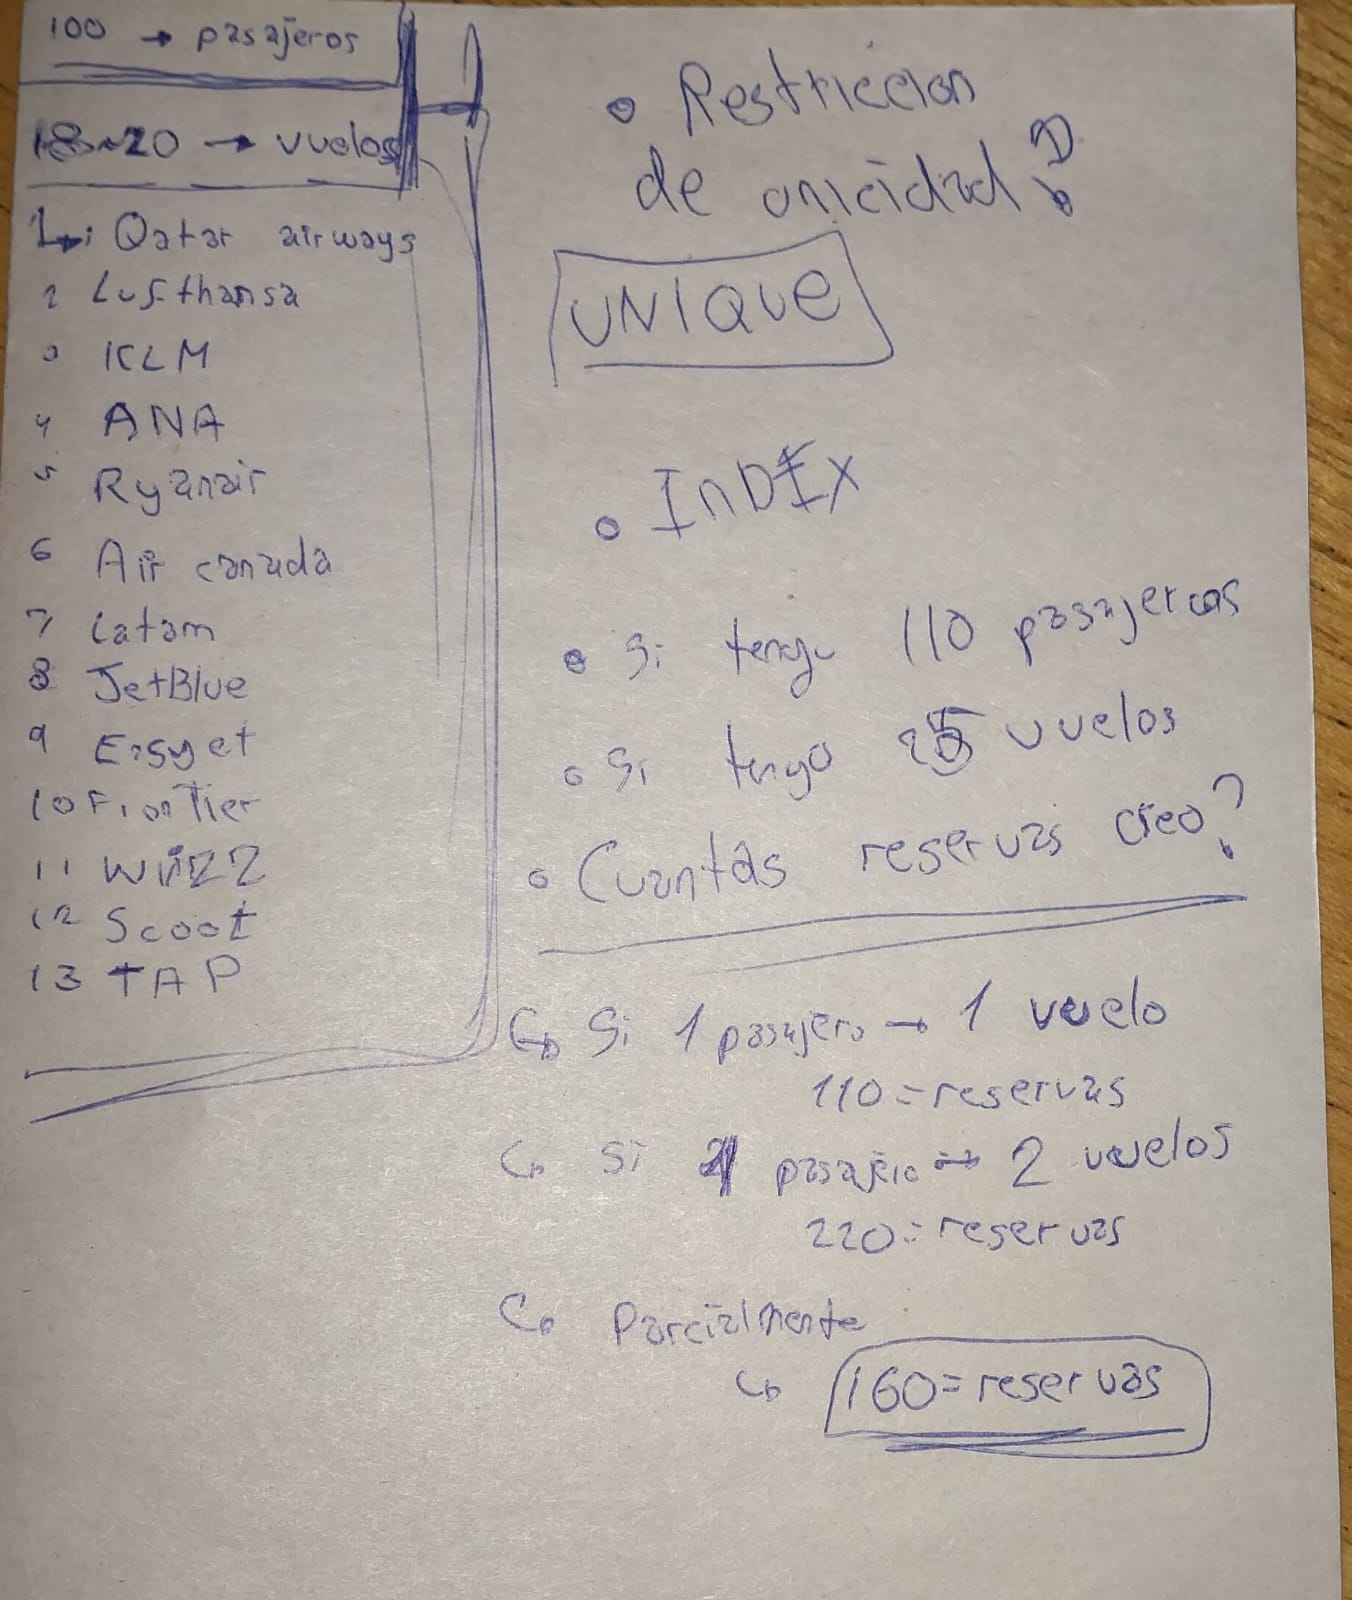 100 → pasajeros
18~20 → vuelos
1 Qatar airways
2 Lufthansa
3 KLM
4 ANA
5 Ryanair
6 Air canada
7 Latam
8 JetBlue
9 Easyjet
10 Frontier
11 Wizz
12 Scoot
13 TAP
• Restriccion
de unicidad?
UNIQUE
• INDEX
• Si tengo 110 pasajeros
• Si tengo 25 vuelos
• Cuantas reservas creo?
↳ Si 1 pasajero → 1 vuelo
110 = reservas
↳ Si 1 pasajero → 2 vuelos
220 = reservas
↳ Parcialmente
↳ 160 = reservas